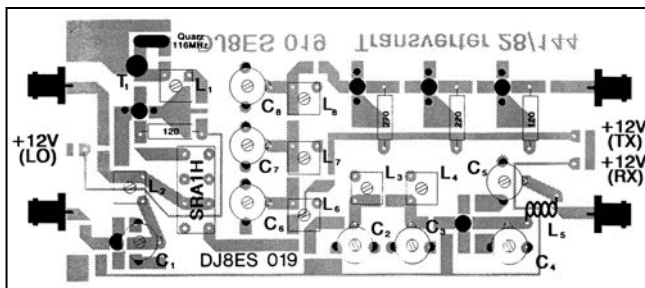 Quarz
116MHz
DJ8ES 019 Transverter 28/144
T1
L1
C8
L8
270
220
120
+12V
(TX)
+12V
(LO)
120
SRA1H
C7
L7
+12V
(RX)
L2
L3
L4
C5
C6
L6
L5
C1
C2
C3
C4
DJ8ES 019